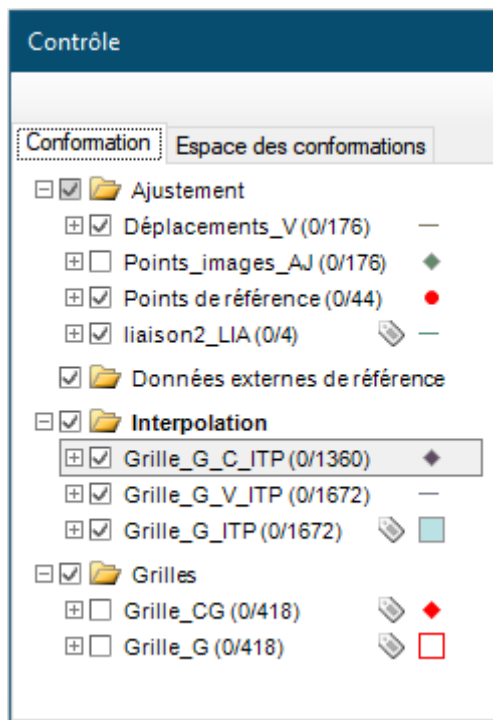 Contrôle
Conformation Espace des conformations
Ajustement
Déplacements_V (0/176)
Points_images_AJ (0/176)
Points de référence (0/44)
liaison2_LIA (0/4)
Données externes de référence
Interpolation
Grille_G_C_ITP (0/1360)
Grille_G_V_ITP (0/1672)
Grille_G_ITP (0/1672)
Grilles
Grille_CG (0/418)
Grille_G (0/418)